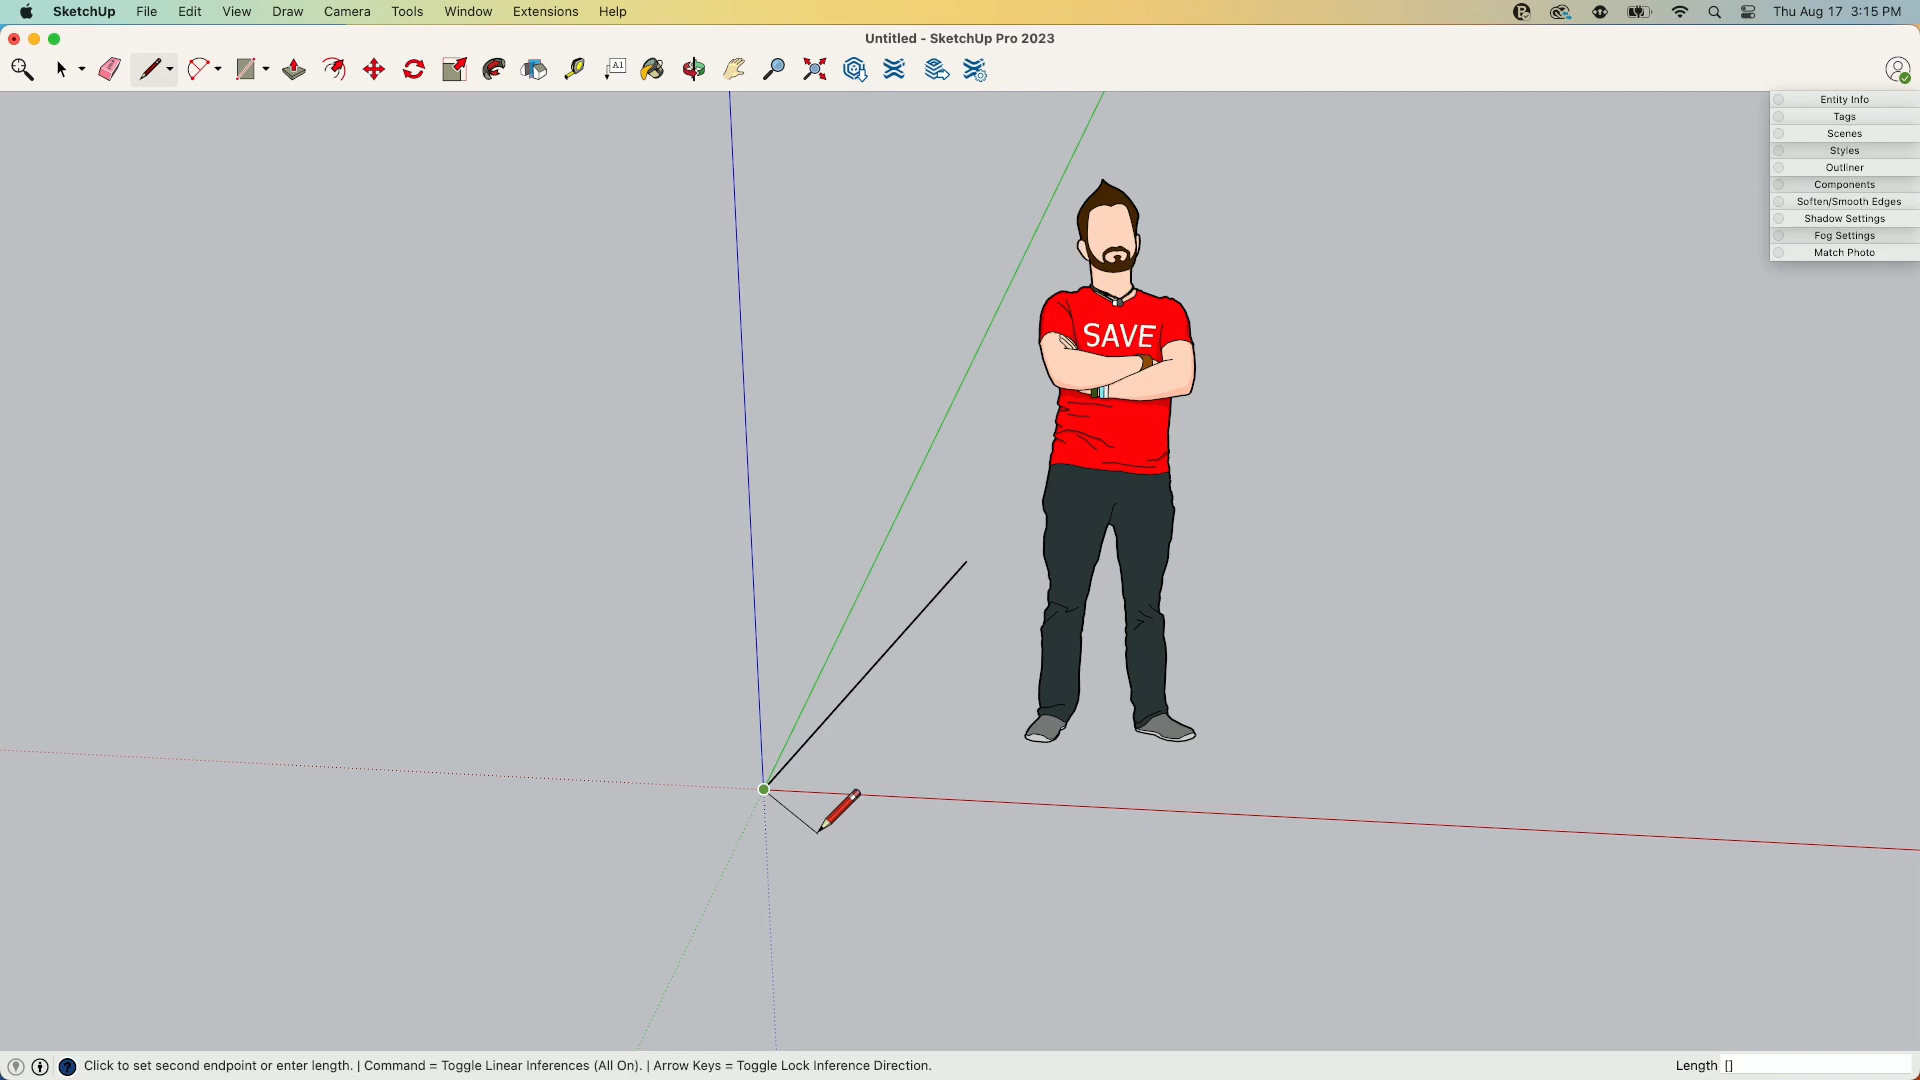 SketchUp File Edit View Draw Camera Tools Window Extensions Help Thu Aug 17 3:15 PM
Untitled - SketchUp Pro 2023
A1
Entity Info
Tags
Scenes
Styles
Outliner
Components
Soften/Smooth Edges
Shadow Settings
Fog Settings
Match Photo
SAVE
Click to set second endpoint or enter length. | Command = Toggle Linear Inferences (All On). | Arrow Keys = Toggle Lock Inference Direction. Length []